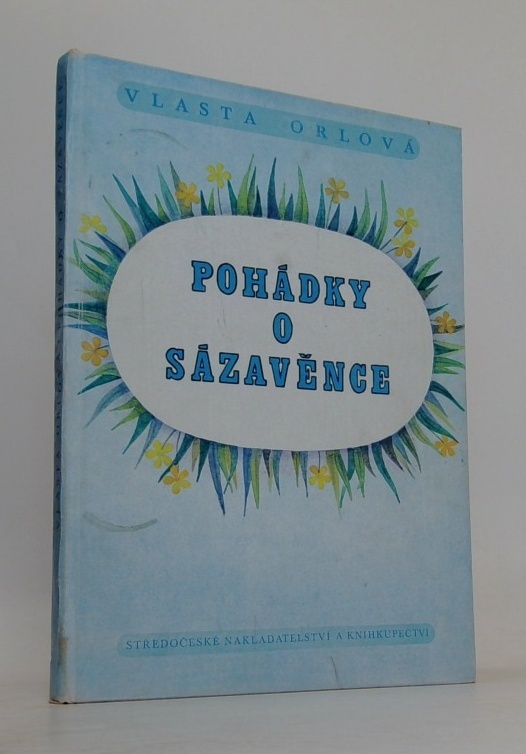 VLASTA ORLOVÁ
POHÁDKY
O
SÁZAVĚNCE
STŘEDOČESKÉ NAKLADATELSTVÍ A KNIHKUPECTVÍ